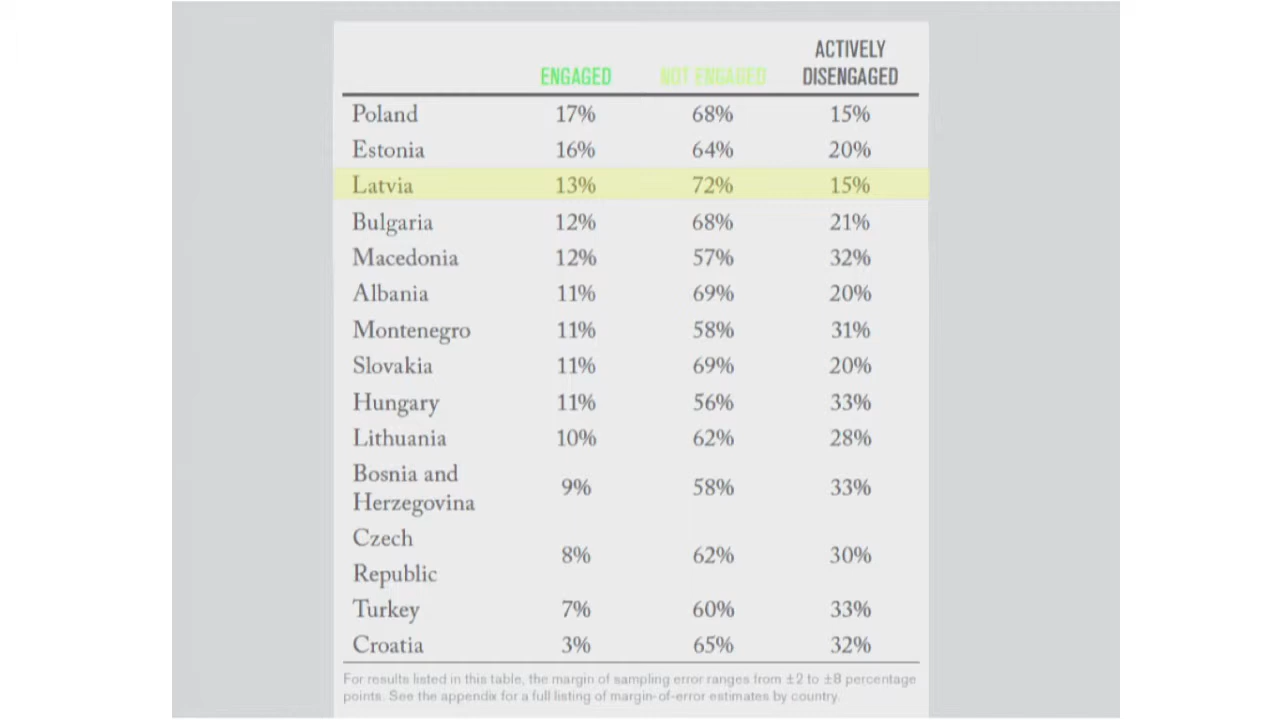 ACTIVELY
ENGAGED NOT ENGAGED DISENGAGED
Poland 17% 68% 15%
Estonia 16% 64% 20%
Latvia 13% 72% 15%
Bulgaria 12% 68% 21%
Macedonia 12% 57% 32%
Albania 11% 69% 20%
Montenegro 11% 58% 31%
Slovakia 11% 69% 20%
Hungary 11% 56% 33%
Lithuania 10% 62% 28%
Bosnia and
Herzegovina 9% 58% 33%
Czech
Republic 8% 62% 30%
Turkey 7% 60% 33%
Croatia 3% 65% 32%
For results listed in this table, the margin of sampling error ranges from ±2 to ±8 percentage
points. See the appendix for a full listing of margin-of-error estimates by country.